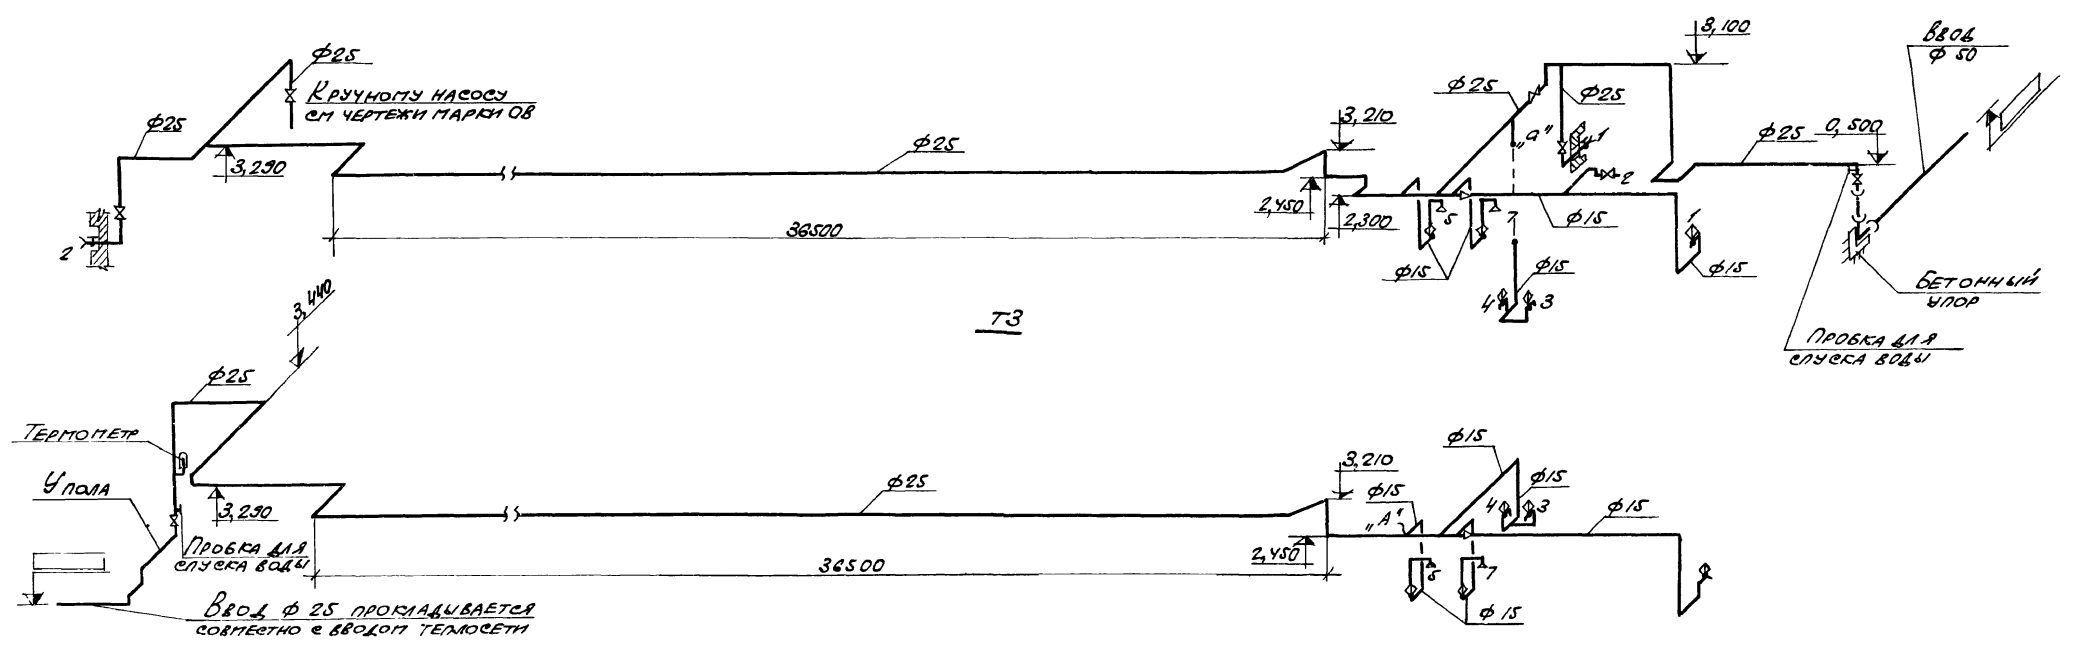 ф25
К ручному насосу
см чертежи марки ОВ
ф25
3,290
ф25
36500
2
3,210
2,450
2,300
ф25
"а"
ф25
1
2
3,100
5
7
ф15
ф15
ф15
4
3
1
ф15
ф25
0,500
Ввод
ф 50
Бетонный
упор
Пробка для
спуска воды
Т3
3,440
ф25
Термометр
У пола
3,290
Пробка для
спуска воды
Ввод ф 25 прокладывается
совместно с вводом теплосети
ф25
36500
3,210
2,450
ф15
"А"
ф15
ф15
4
3
ф15
5
7
ф15